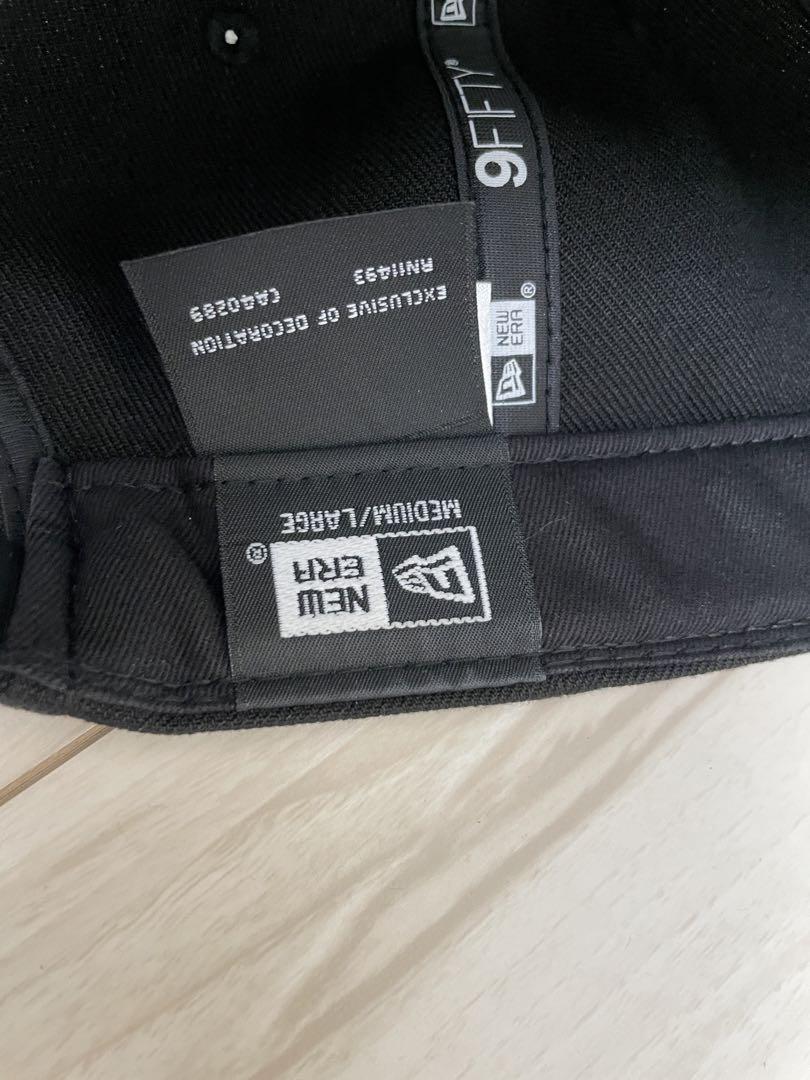 9FIFTY®
NEW
ERA®
EXCLUSIVE OF DECORATION
RN11493
CA40289
MEDIUM/LARGE
NEW
ERA®